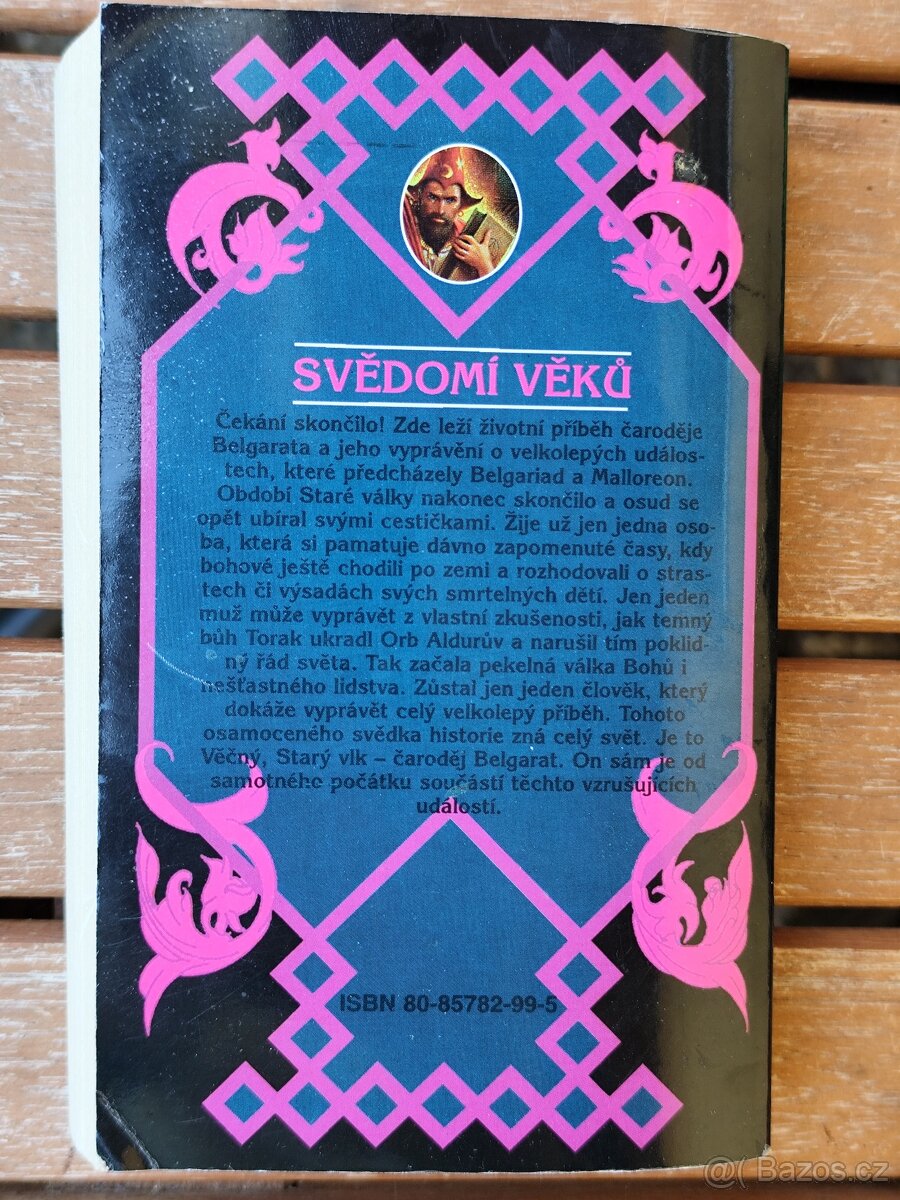 SVĚDOMÍ VĚKŮ
Čekání skončilo! Zde leží životní příběh čaroděje
Belgarata a jeho vyprávění o velkolepých událos-
tech, které předcházely Belgariad a Malloreon.
Období Staré války nakonec skončilo a osud se
opět ubíral svými cestičkami. Žije už jen jedna oso-
ba, která si pamatuje dávno zapomenuté časy, kdy
bohové ještě chodili po zemi a rozhodovali o stras-
tech či výsadách svých smrtelných dětí. Jen jeden
muž může vyprávět z vlastní zkušenosti, jak temný
bůh Torak ukradl Orb Aldurův a narušil tím poklid-
ný řád světa. Tak začala pekelná válka Bohů i
nešťastného lidstva. Zůstal jen jeden člověk, který
dokáže vyprávět celý velkolepý příběh. Tohoto
osamoceného svědka historie zná celý svět. Je to
Věčný, Starý vlk – čaroděj Belgarat. On sám je od
samotného počátku součástí těchto vzrušujících
událostí.
ISBN 80-85782-99-5
@( Bazos.cz